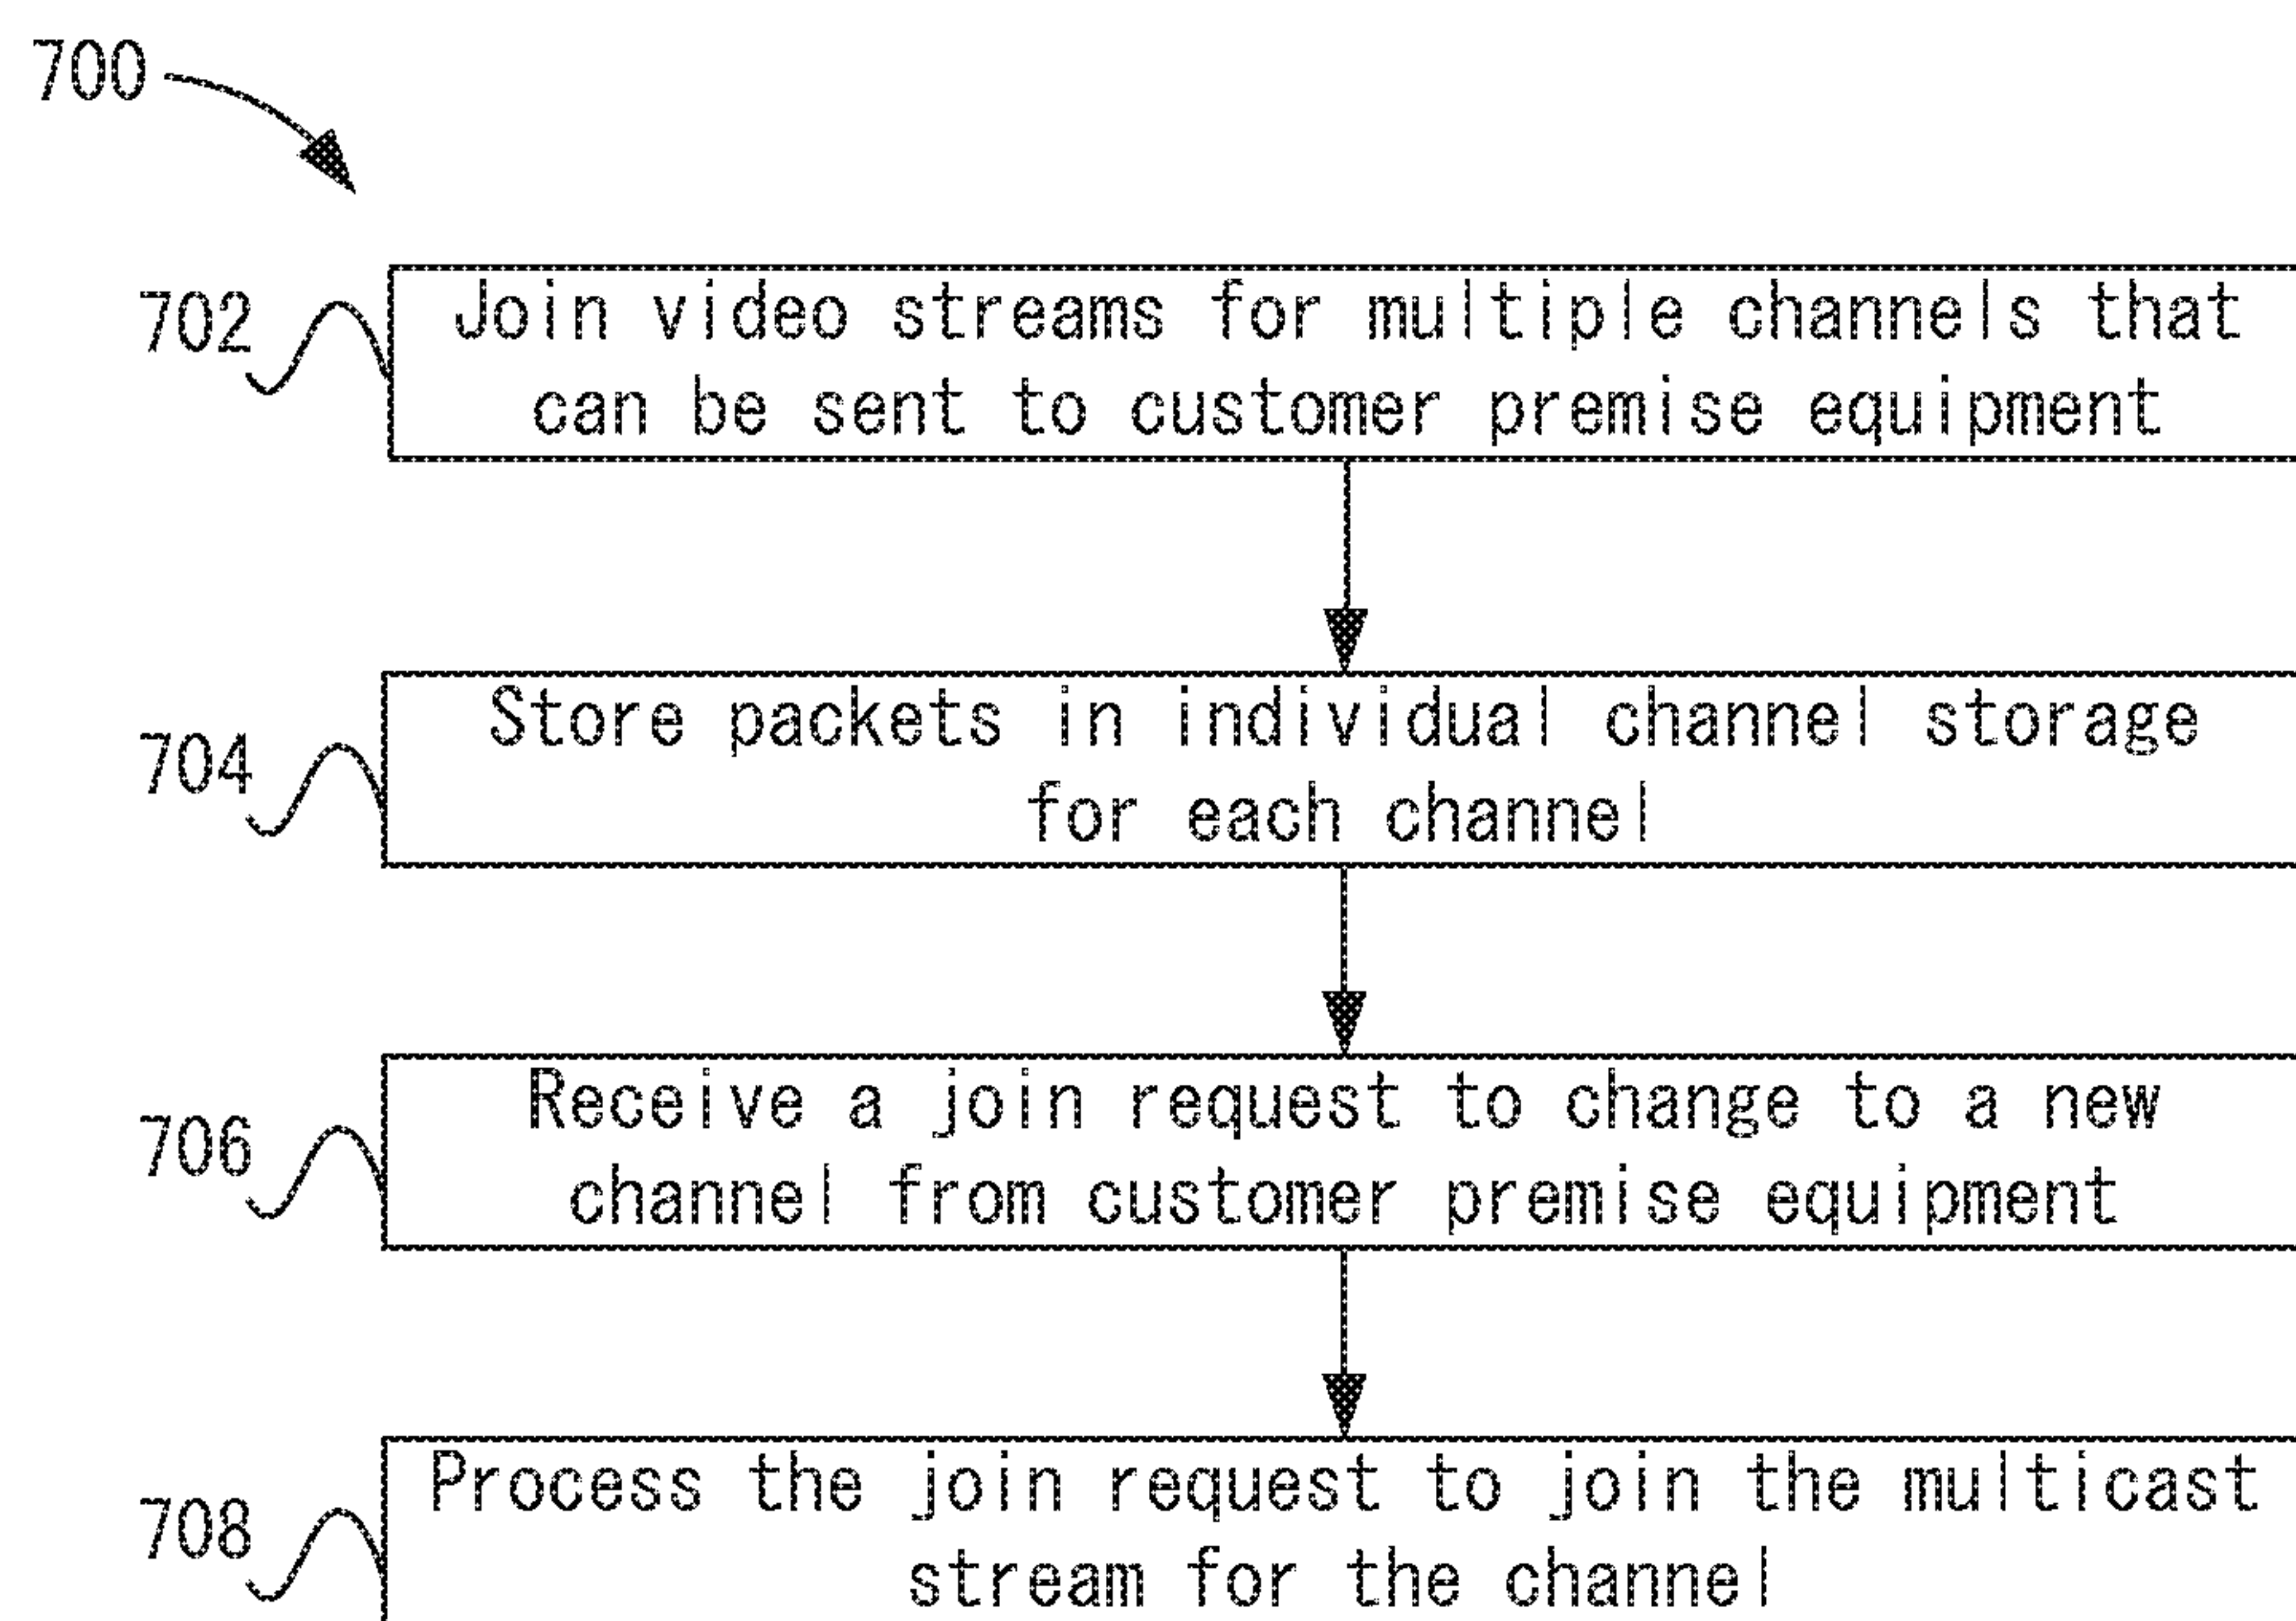 700
702
Join video streams for multiple channels that
can be sent to customer premise equipment
704
Store packets in individual channel storage
for each channel
706
Receive a join request to change to a new
channel from customer premise equipment
708
Process the join request to join the multicast
stream for the channel